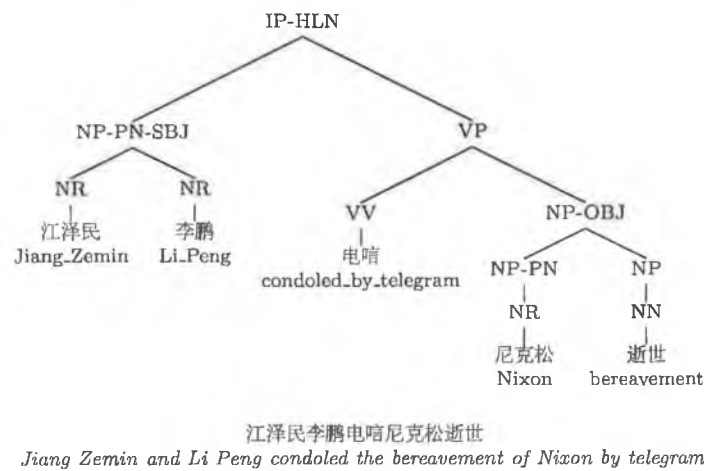 IP-HLN
NP-PN-SBJ VP
NR NR VV NP-OBJ
江泽民 李鹏 电唁 NP-PN NP
Jiang_Zemin Li_Peng condoled_by_telegram NR NN
尼克松 逝世
Nixon bereavement
江泽民李鹏电唁尼克松逝世
Jiang Zemin and Li Peng condoled the bereavement of Nixon by telegram